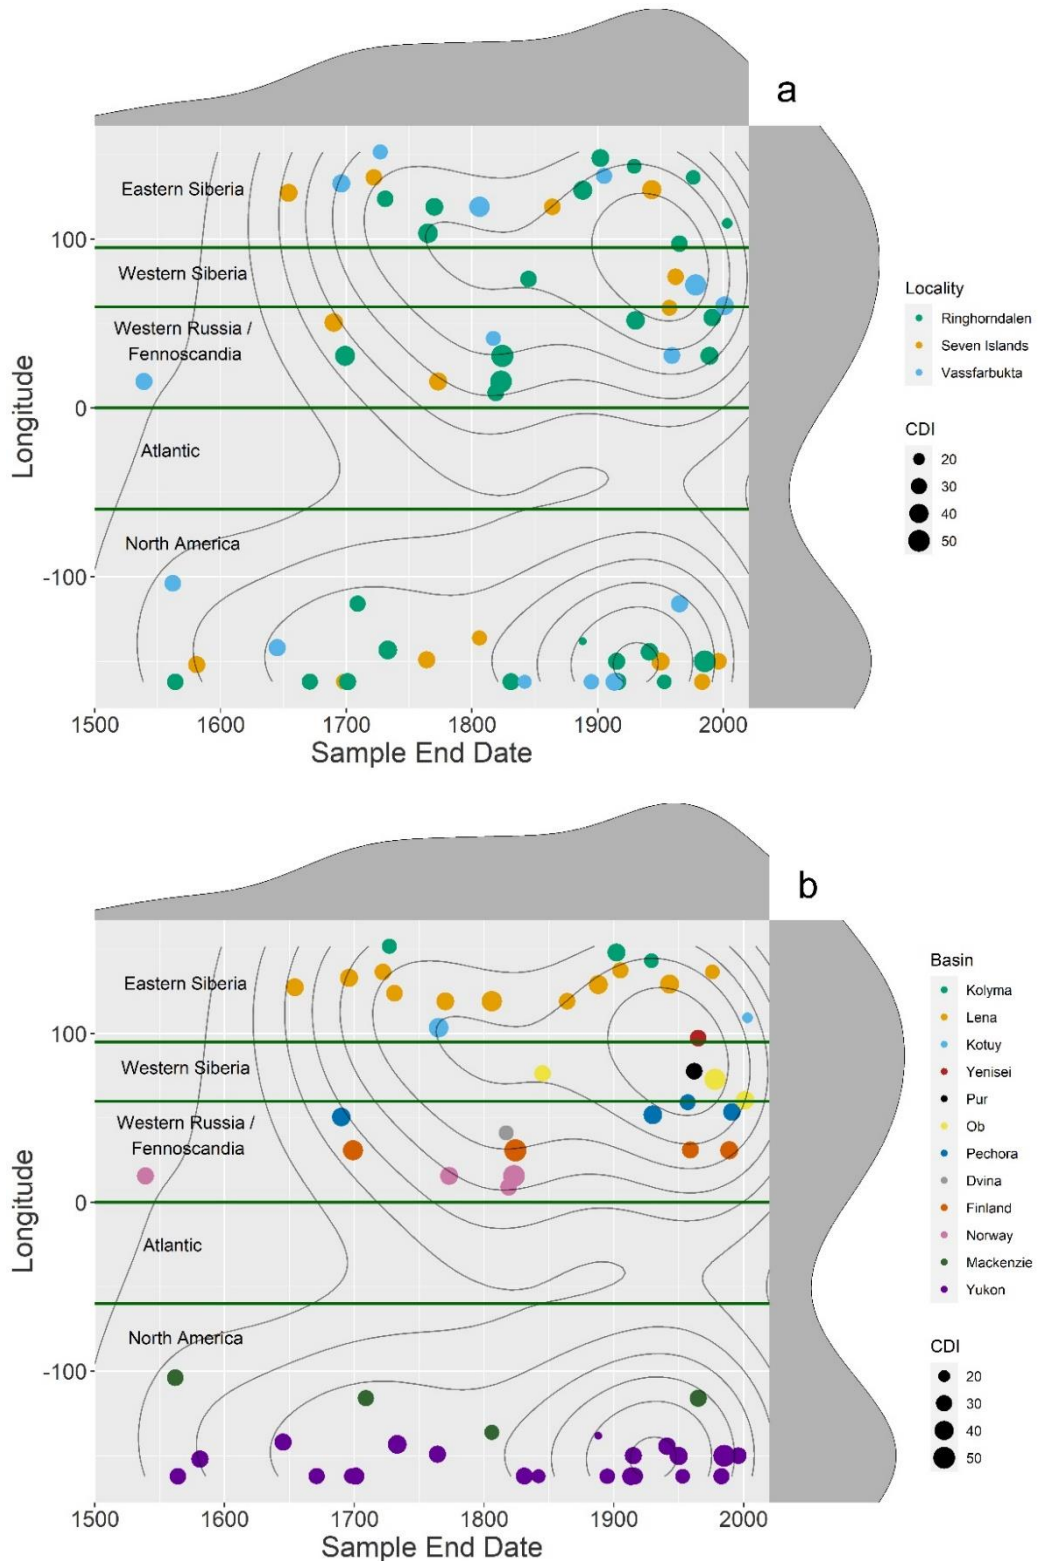 a
Eastern Siberia
100
Western Siberia
Western Russia /
Fennoscandia
0
Atlantic
North America
-100
Longitude
1500
1600
1700
1800
1900
2000
Sample End Date
Locality
Ringhorndalen
Seven Islands
Vassfarbukta
CDI
20
30
40
50
b
Eastern Siberia
100
Western Siberia
Western Russia /
Fennoscandia
0
Atlantic
North America
-100
Longitude
1500
1600
1700
1800
1900
2000
Sample End Date
Basin
Kolyma
Lena
Kotuy
Yenisei
Pur
Ob
Pechora
Dvina
Finland
Norway
Mackenzie
Yukon
CDI
20
30
40
50